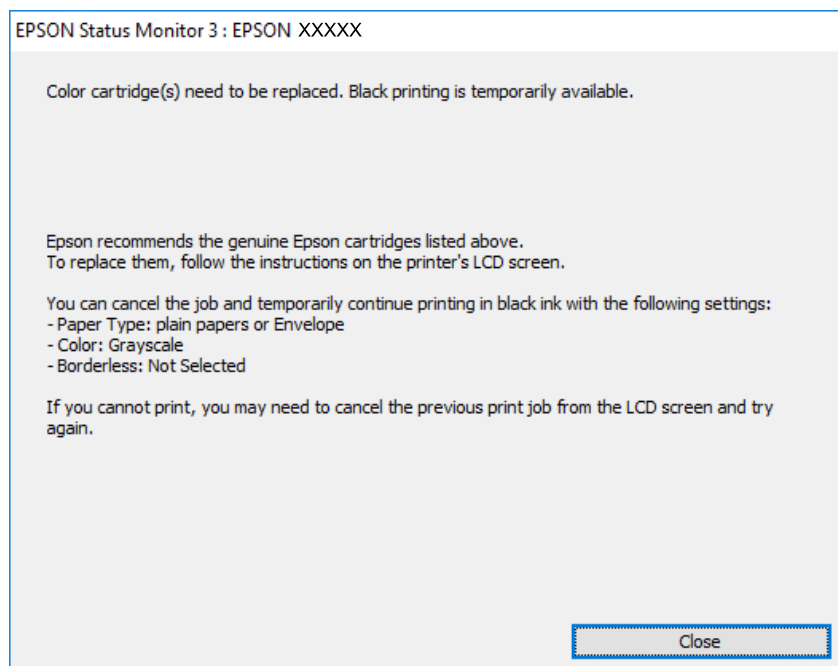 EPSON Status Monitor 3 : EPSON XXXXX
Color cartridge(s) need to be replaced. Black printing is temporarily available.
Epson recommends the genuine Epson cartridges listed above.
To replace them, follow the instructions on the printer's LCD screen.
You can cancel the job and temporarily continue printing in black ink with the following settings:
- Paper Type: plain papers or Envelope
- Color: Grayscale
- Borderless: Not Selected
If you cannot print, you may need to cancel the previous print job from the LCD screen and try
again.
Close